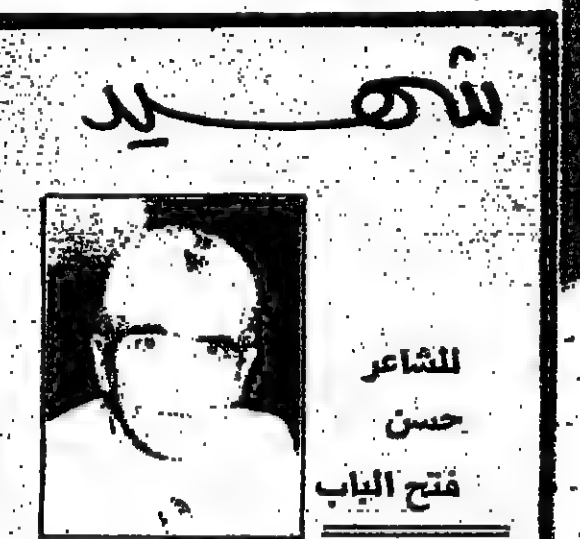 شهيد
للشاعر
حسن
فتح الباب